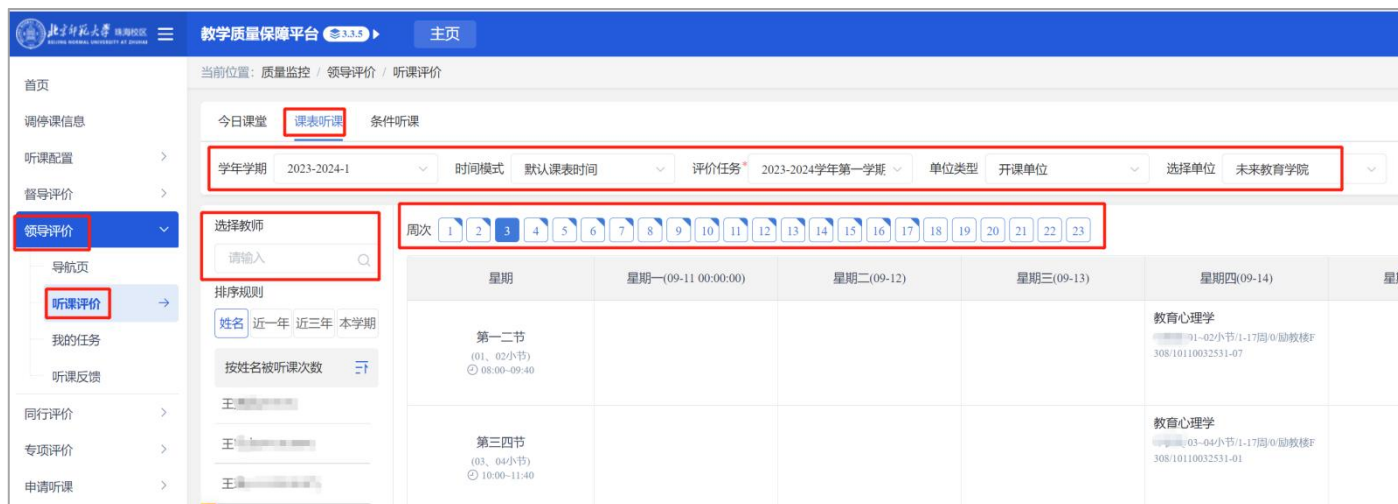 北京师范大学 珠海校区
BEIJING NORMAL UNIVERSITY AT ZHUHAI
教学质量保障平台 3.3.5
主页
首页
调停课信息
听课配置
督导评价
领导评价
导航页
听课评价
我的任务
听课反馈
同行评价
专项评价
申请听课
当前位置：质量监控 / 领导评价 / 听课评价
今日课堂 课表听课 条件听课
学年学期 2023-2024-1 时间模式 默认课表时间 评价任务* 2023-2024学年第一学期 单位类型 开课单位 选择单位 未来教育学院
选择教师
请输入
排序规则
姓名 近一年 近三年 本学期
按姓名被听课次数
王
王
王
周次 1 2 3 4 5 6 7 8 9 10 11 12 13 14 15 16 17 18 19 20 21 22 23
星期 星期一(09-11 00:00:00) 星期二(09-12) 星期三(09-13) 星期四(09-14)
第一二节
(01、02小节)
08:00~09:40
教育心理学
01~02小节/1-17周/0/励教楼F
308/10110032531-07
第三四节
(03、04小节)
10:00~11:40
教育心理学
03~04小节/1-17周/0/励教楼F
308/10110032531-01